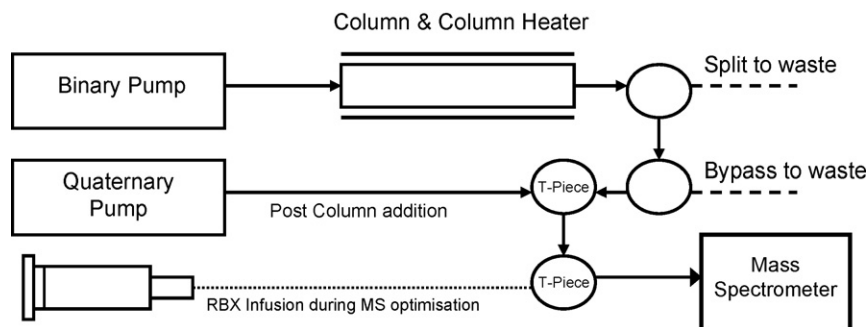 Column & Column Heater
Binary Pump
Split to waste
Quaternary
Pump
T-Piece
Bypass to waste
Post Column addition
T-Piece
Mass
Spectrometer
RBX Infusion during MS optimisation